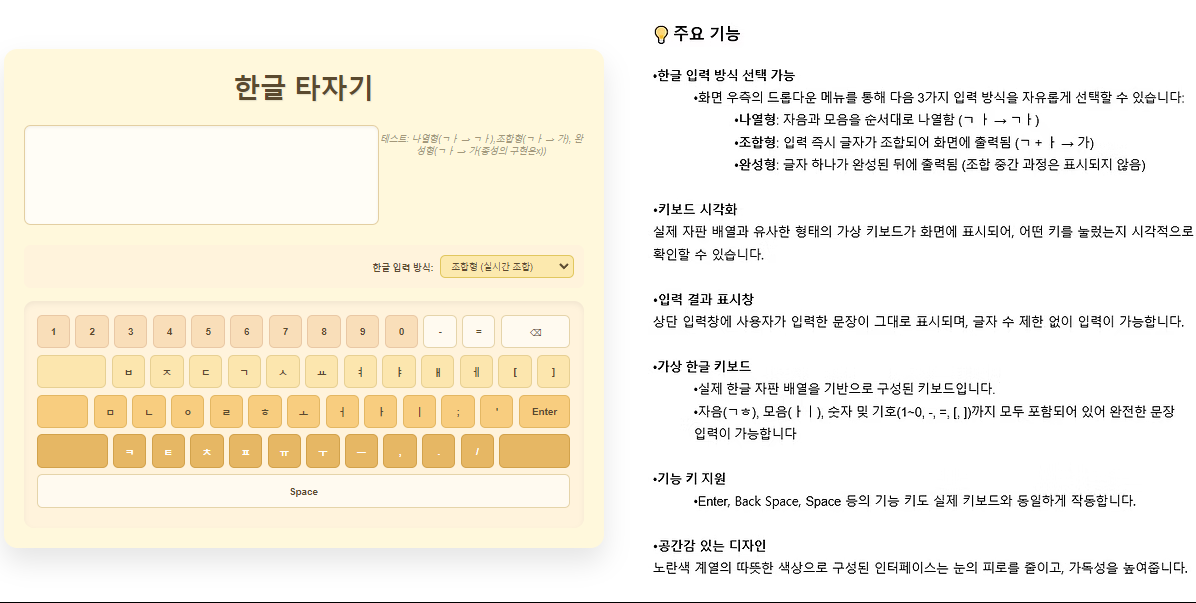 한글 타자기
테스트: 나열형(ㄱㅏ → ㄱㅏ),조합형(ㄱㅏ → 가), 완
성형(ㄱㅏ → 가(종성의 구현은x))
한글 입력 방식:
조합형 (실시간 조합)
1 2 3 4 5 6 7 8 9 0 - = ⌫
ㅂ ㅈ ㄷ ㄱ ㅅ ㅛ ㅕ ㅑ ㅐ ㅔ [ ]
ㅁ ㄴ ㅇ ㄹ ㅎ ㅗ ㅓ ㅏ ㅣ ; ' Enter
ㅋ ㅌ ㅊ ㅍ ㅠ ㅜ ㅡ , . /
Space
💡 주요 기능
•한글 입력 방식 선택 가능
•화면 우측의 드롭다운 메뉴를 통해 다음 3가지 입력 방식을 자유롭게 선택할 수 있습니다:
•나열형: 자음과 모음을 순서대로 나열함 (ㄱ ㅏ → ㄱㅏ)
•조합형: 입력 즉시 글자가 조합되어 화면에 출력됨 (ㄱ + ㅏ → 가)
•완성형: 글자 하나가 완성된 뒤에 출력됨 (조합 중간 과정은 표시되지 않음)
•키보드 시각화
실제 자판 배열과 유사한 형태의 가상 키보드가 화면에 표시되어, 어떤 키를 눌렀는지 시각적으로
확인할 수 있습니다.
•입력 결과 표시창
상단 입력창에 사용자가 입력한 문장이 그대로 표시되며, 글자 수 제한 없이 입력이 가능합니다.
•가상 한글 키보드
•실제 한글 자판 배열을 기반으로 구성된 키보드입니다.
•자음(ㄱㅎ), 모음(ㅏㅣ), 숫자 및 기호(1~0, -, =, [, ])까지 모두 포함되어 있어 완전한 문장
입력이 가능합니다
•기능 키 지원
•Enter, Back Space, Space 등의 기능 키도 실제 키보드와 동일하게 작동합니다.
•공간감 있는 디자인
노란색 계열의 따뜻한 색상으로 구성된 인터페이스는 눈의 피로를 줄이고, 가독성을 높여줍니다.